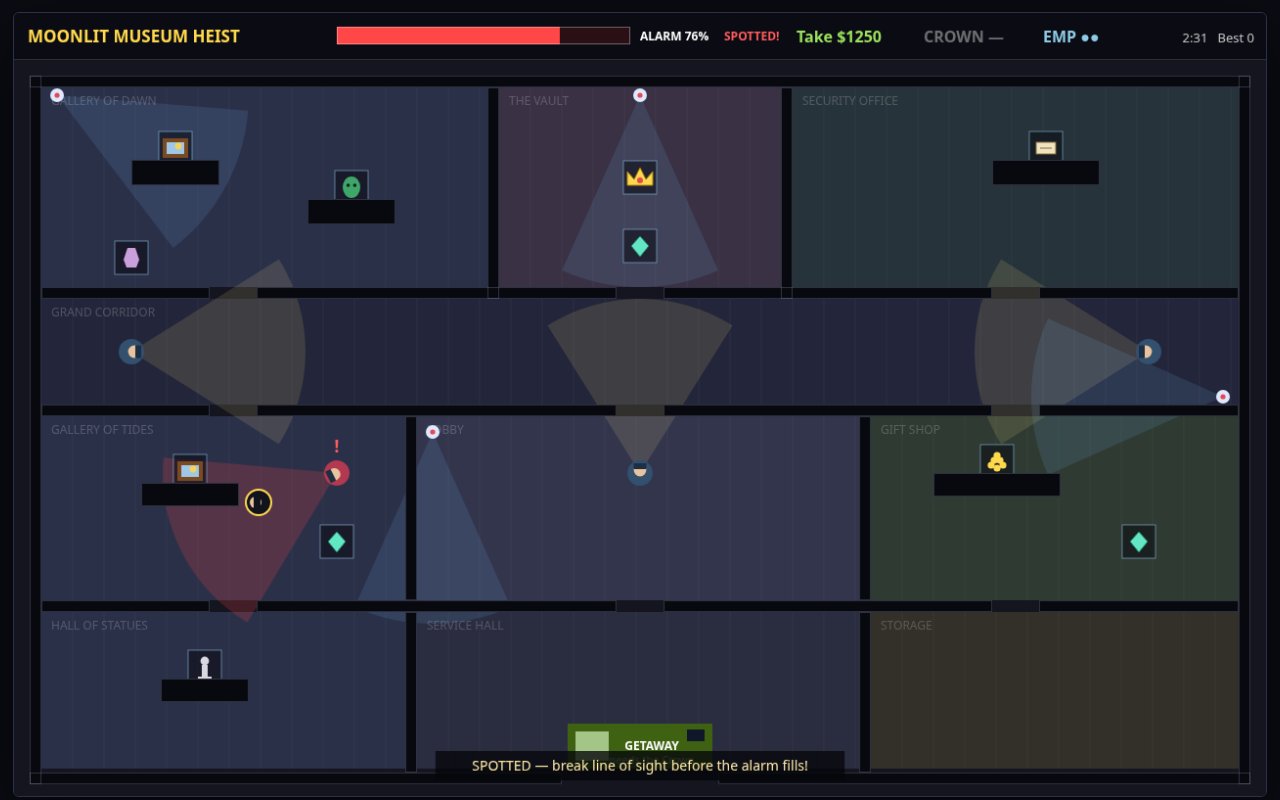 MOONLIT MUSEUM HEIST
ALARM 76% SPOTTED! Take $1250 CROWN — EMP ●● 2:31 Best 0
GALLERY OF DAWN
THE VAULT
SECURITY OFFICE
GRAND CORRIDOR
GALLERY OF TIDES
!
LOBBY
GIFT SHOP
HALL OF STATUES
SERVICE HALL
STORAGE
GETAWAY
SPOTTED — break line of sight before the alarm fills!